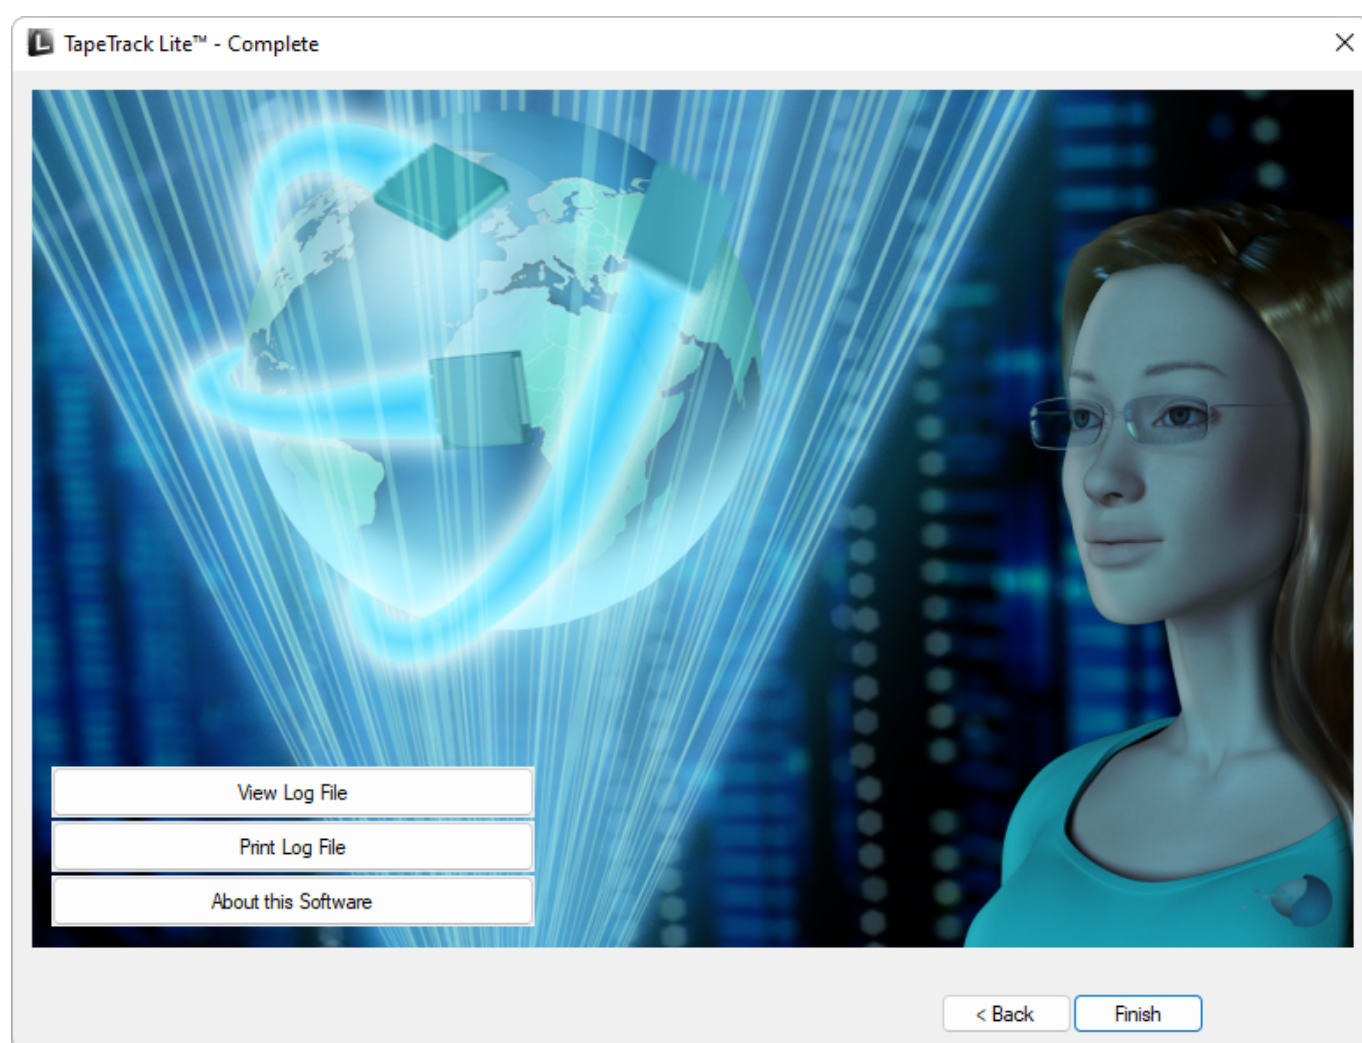 TapeTrack Lite™ - Complete
View Log File
Print Log File
About this Software
< Back
Finish